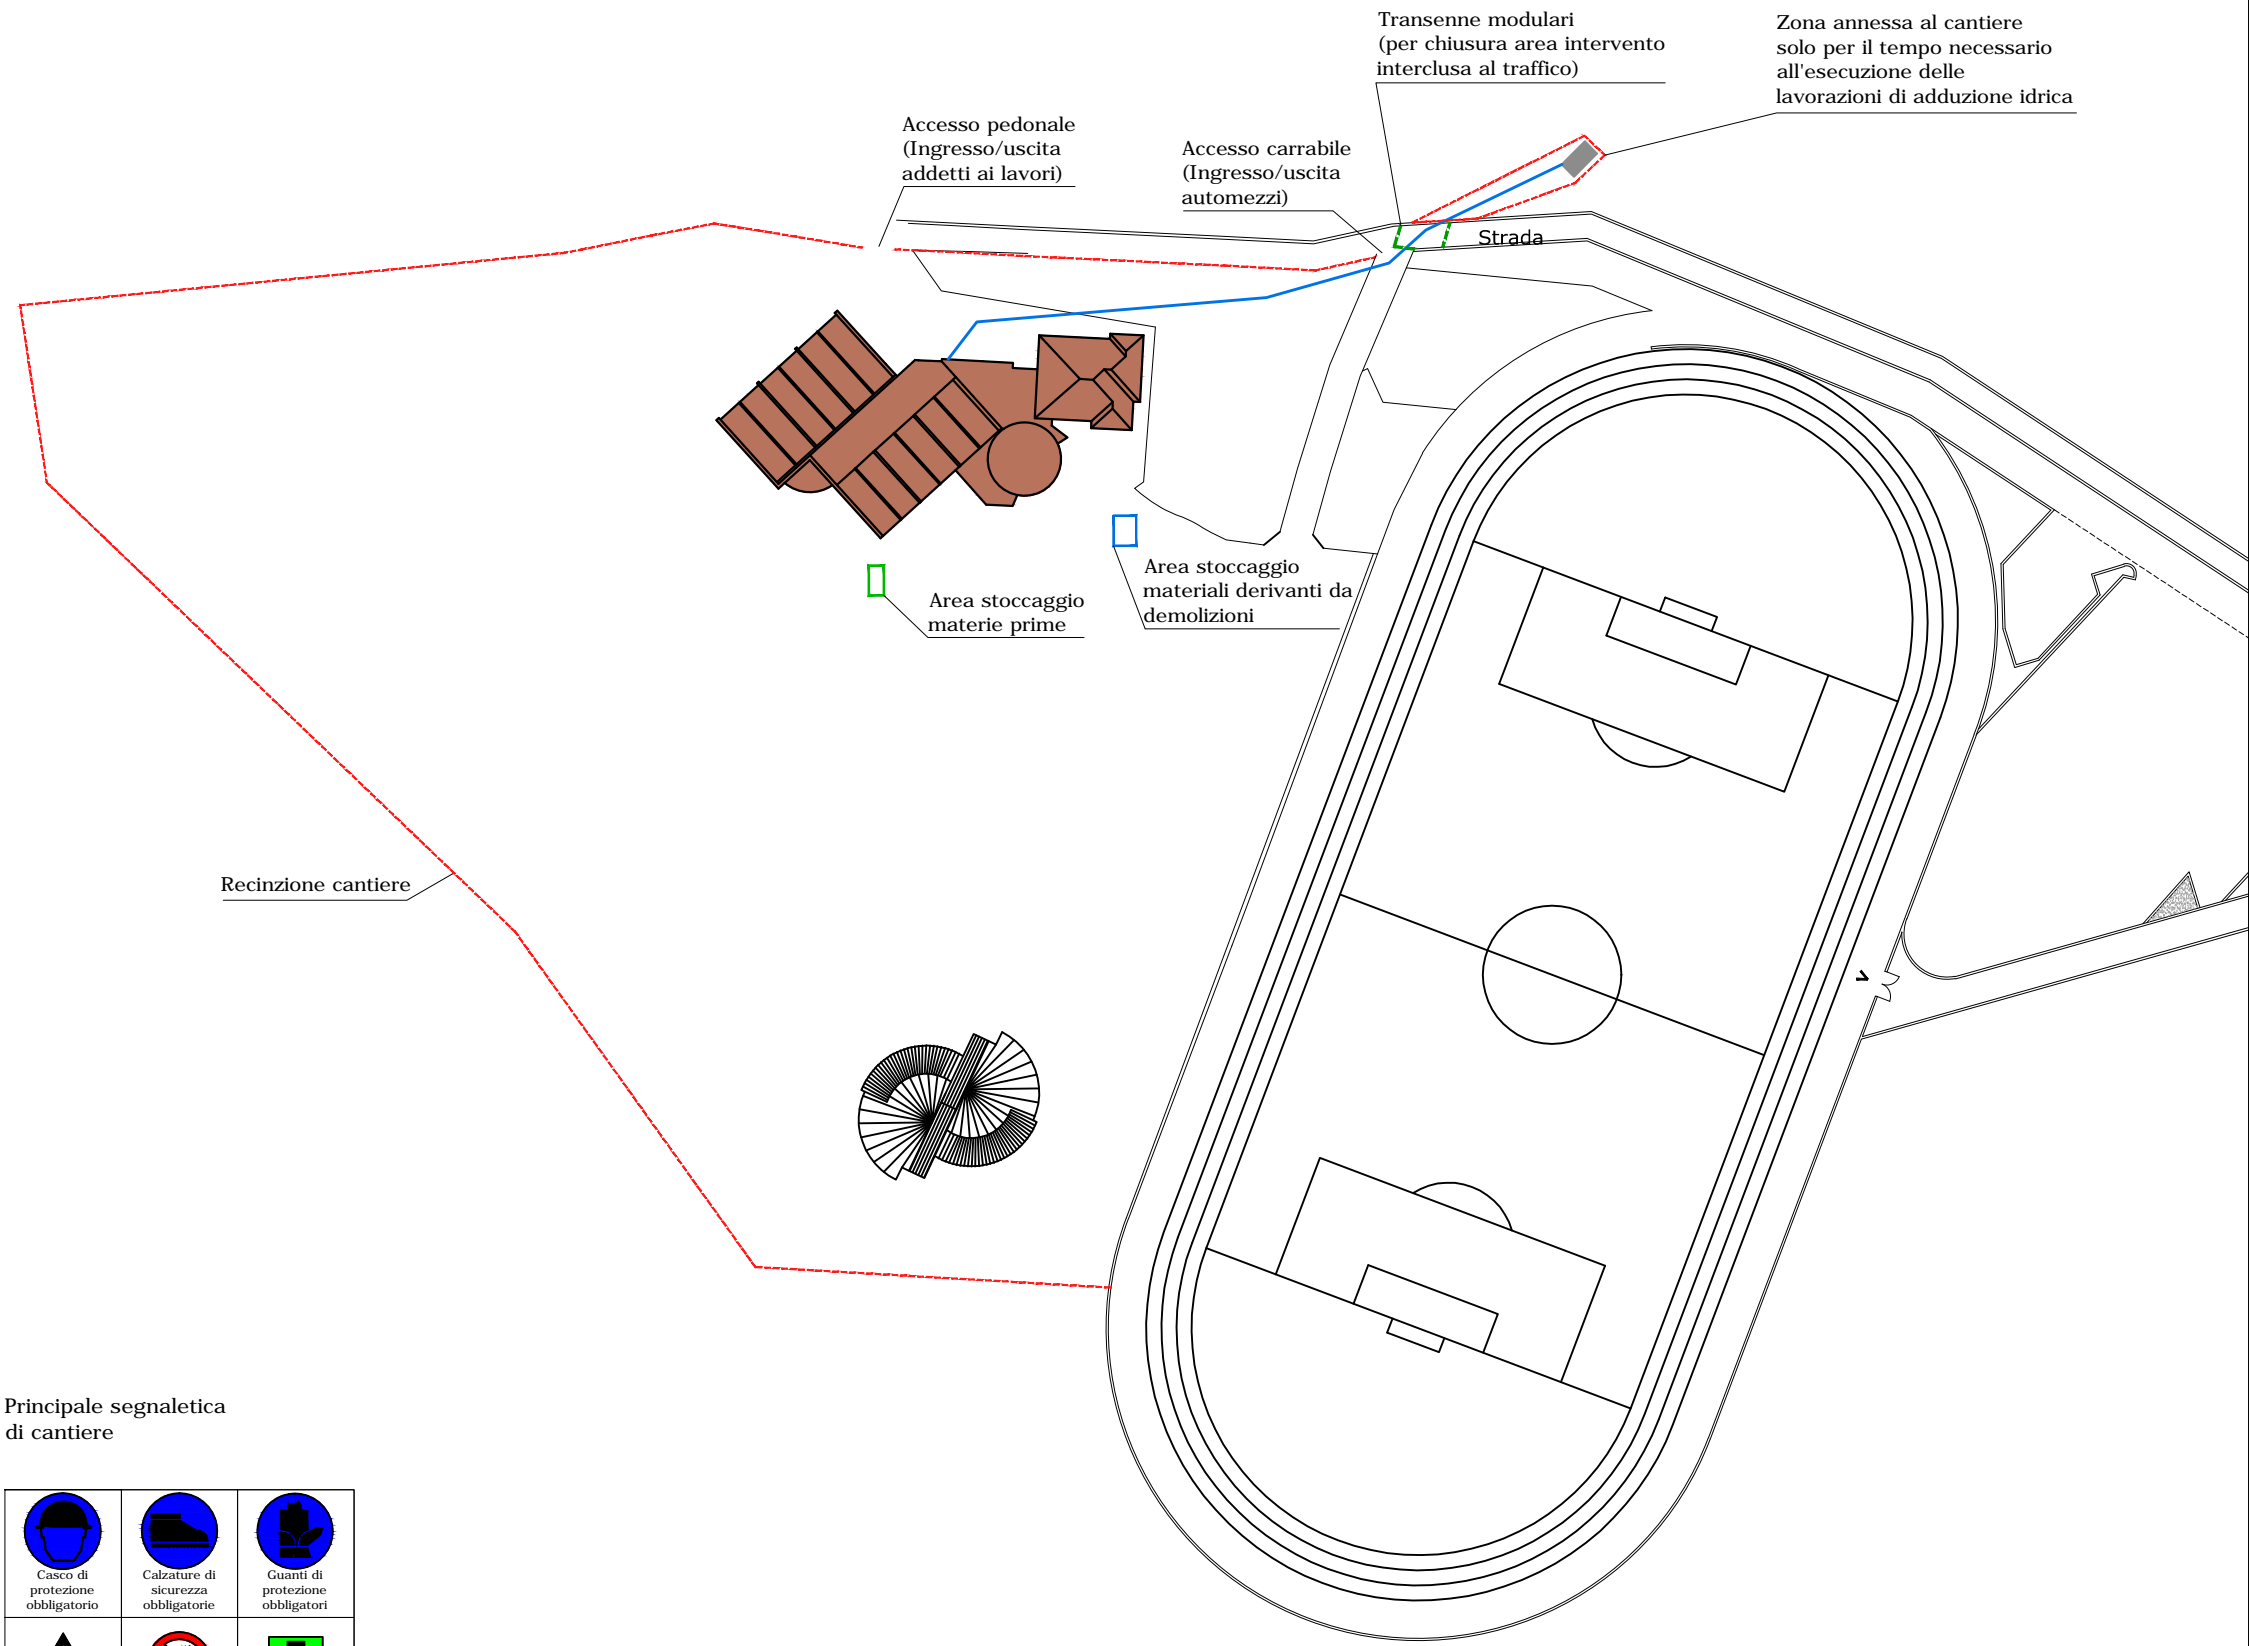 Transenne modulari
(per chiusura area intervento
interclusa al traffico)
Zona annessa al cantiere
solo per il tempo necessario
all'esecuzione delle
lavorazioni di adduzione idrica
Accesso pedonale
(Ingresso/uscita
addetti ai lavori)
Accesso carrabile
(Ingresso/uscita
automezzi)
Strada
Area stoccaggio
materiali derivanti da
demolizioni
Area stoccaggio
materie prime
Recinzione cantiere
Principale segnaletica
di cantiere
Casco di
protezione
obbligatorio
Calzature di
sicurezza
obbligatorie
Guanti di
protezione
obbligatori